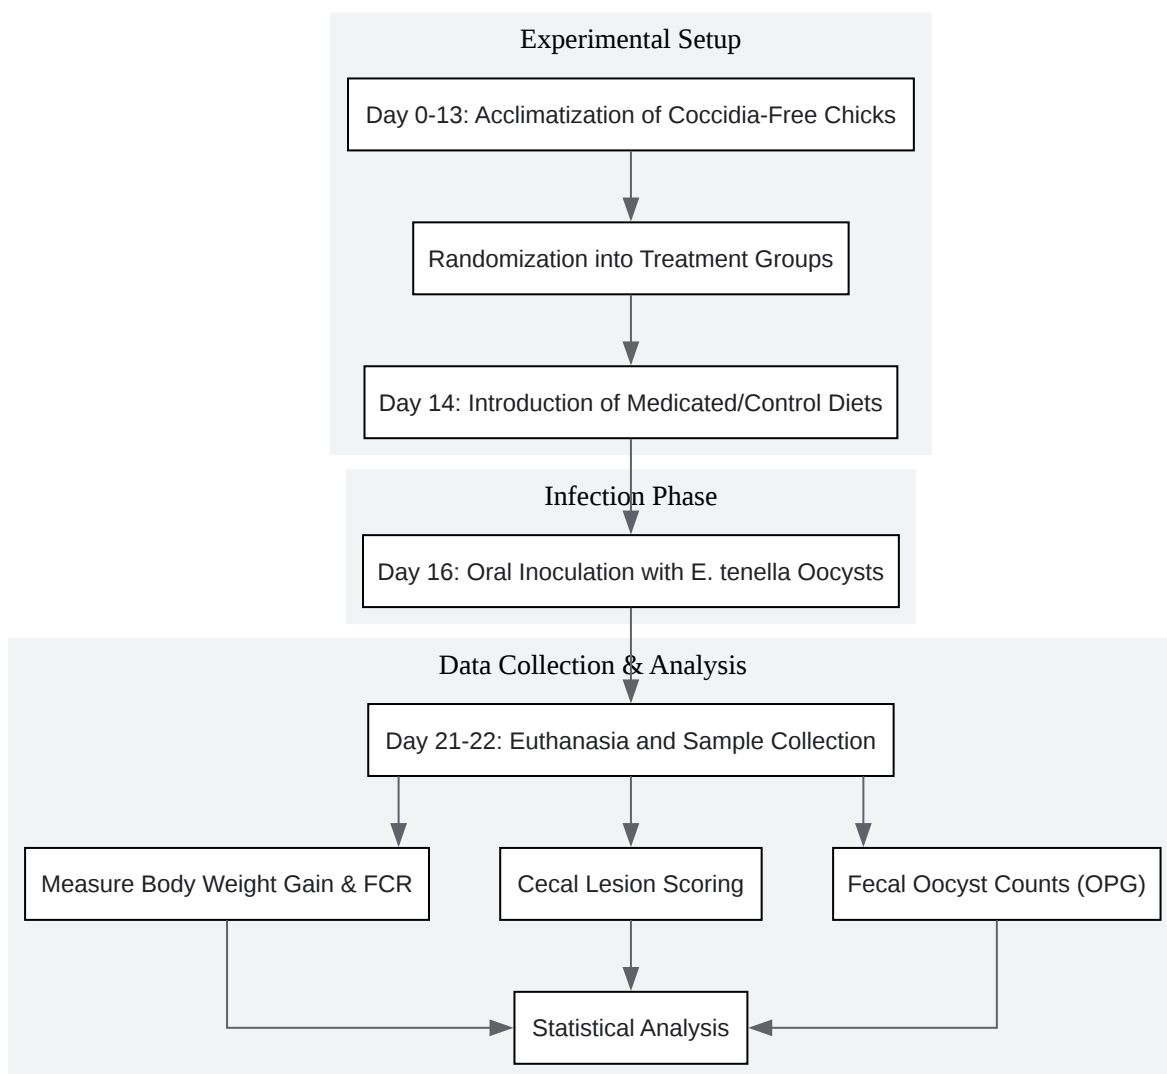 Experimental Setup
Day 0-13: Acclimatization of Coccidia-Free Chicks
Randomization into Treatment Groups
Day 14: Introduction of Medicated/Control Diets
Infection Phase
Day 16: Oral Inoculation with E. tenella Oocysts
Data Collection & Analysis
Day 21-22: Euthanasia and Sample Collection
Measure Body Weight Gain & FCR
Cecal Lesion Scoring
Fecal Oocyst Counts (OPG)
Statistical Analysis